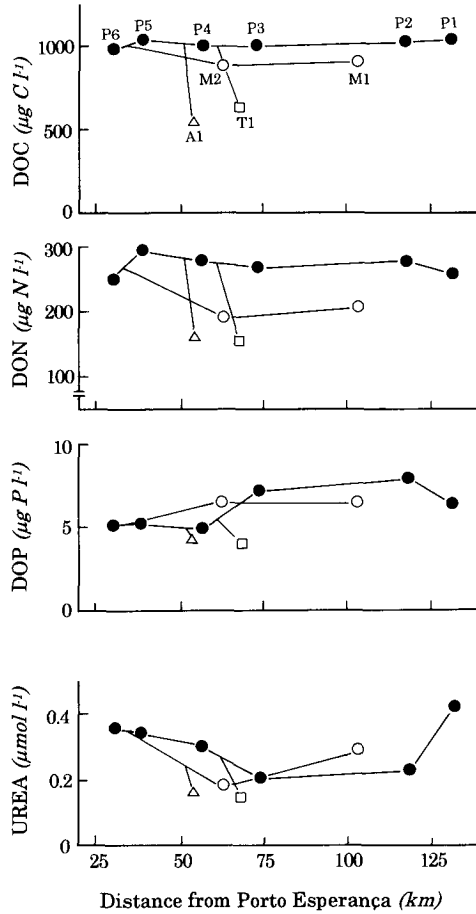 P6 P5 P4 P3 P2 P1
1000
M2 M1
500
A1 T1
0
DOC (µg C l⁻¹)
300
200
100
DON (µg N l⁻¹)
10
5
0
DOP (µg P l⁻¹)
0.4
0.2
0
UREA (µmol l⁻¹)
25 50 75 100 125
Distance from Porto Esperança (km)